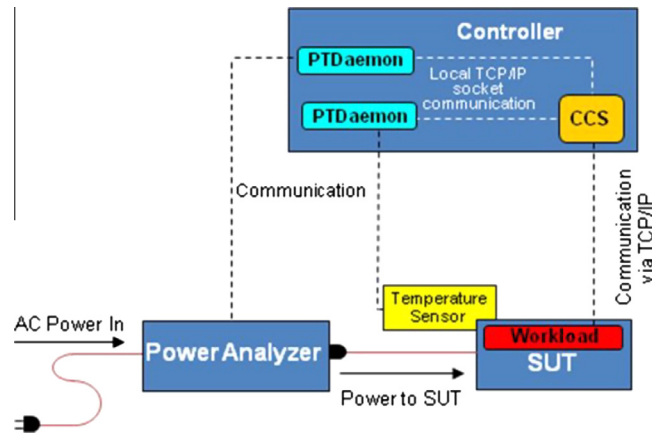 Controller
PTDaemon
Local TCP/IP
socket
communication
PTDaemon
CCS
Communication
Communication
via TCP/IP
Temperature
Sensor
AC Power In
Power Analyzer
Workload
SUT
Power to SUT